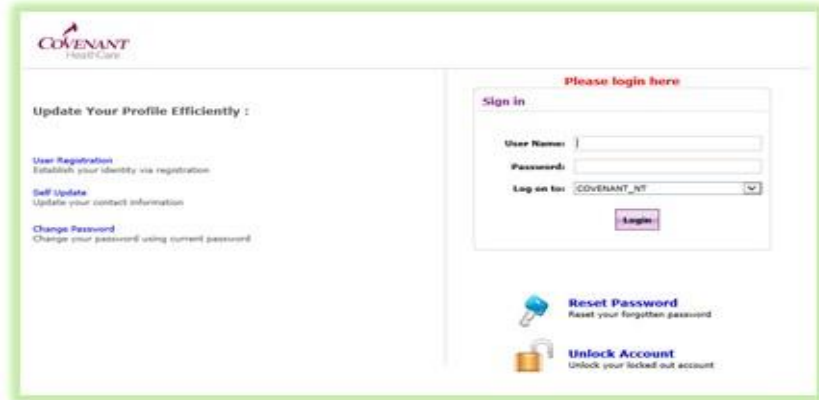 COVENANT
HealthCare
Update Your Profile Efficiently :
User Registration
Establish your identity via registration
Self Update
Update your contact information
Change Password
Change your password using current password
Please login here
Sign in
User Name:
Password:
Log on to: COVENANT_NT
Login
Reset Password
Reset your forgotten password
Unlock Account
Unlock your locked out account